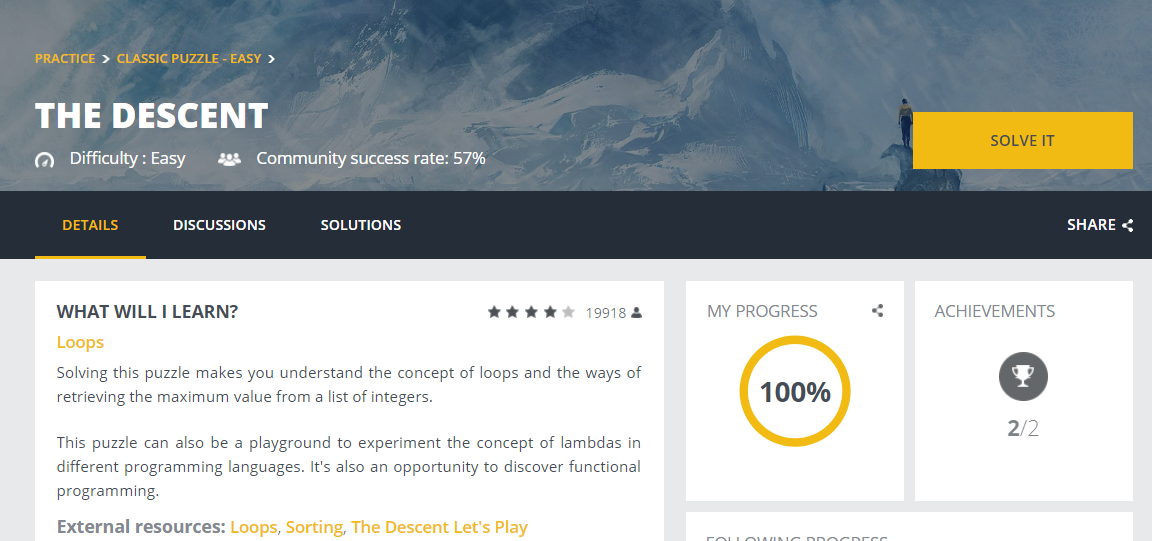 PRACTICE > CLASSIC PUZZLE - EASY >
THE DESCENT
Difficulty : Easy Community success rate: 57%
SOLVE IT
DETAILS DISCUSSIONS SOLUTIONS SHARE
WHAT WILL I LEARN? 19918
Loops
Solving this puzzle makes you understand the concept of loops and the ways of
retrieving the maximum value from a list of integers.
This puzzle can also be a playground to experiment the concept of lambdas in
different programming languages. It's also an opportunity to discover functional
programming.
External resources: Loops, Sorting, The Descent Let's Play
MY PROGRESS
100%
ACHIEVEMENTS
2/2
FOLLOWING PROGRESS